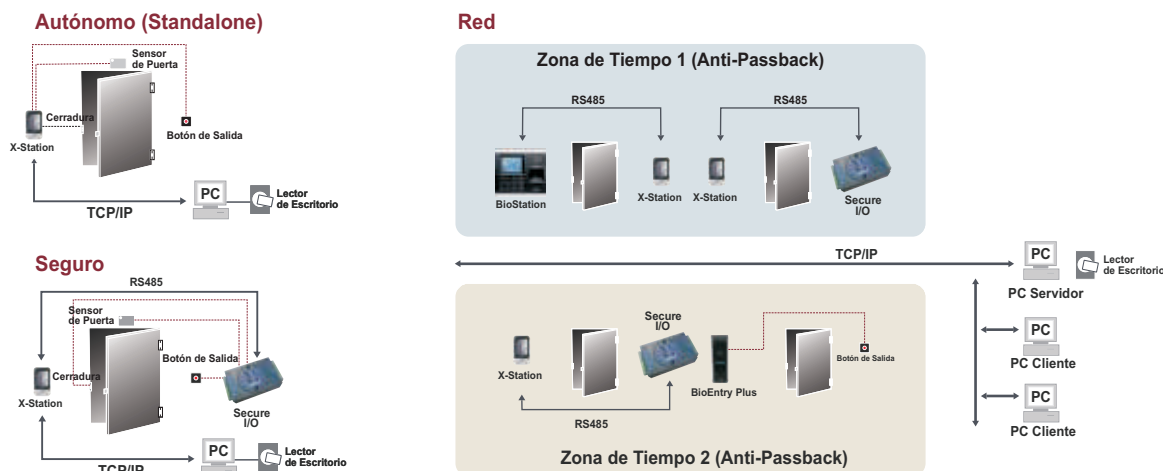 Autónomo (Standalone)
Sensor
de Puerta
Cerradura
X-Station
Botón de Salida
PC
Lector
de Escritorio
TCP/IP
Seguro
RS485
Sensor
de Puerta
Botón de Salida
Cerradura
X-Station
Secure
I/O
PC
Lector
de Escritorio
TCP/IP
Red
Zona de Tiempo 1 (Anti-Passback)
RS485
RS485
BioStation
X-Station
X-Station
Secure
I/O
TCP/IP
PC
Lector
de Escritorio
PC Servidor
PC
PC Cliente
PC
PC Cliente
Secure
I/O
X-Station
BioEntry Plus
Botón de Salida
RS485
Zona de Tiempo 2 (Anti-Passback)